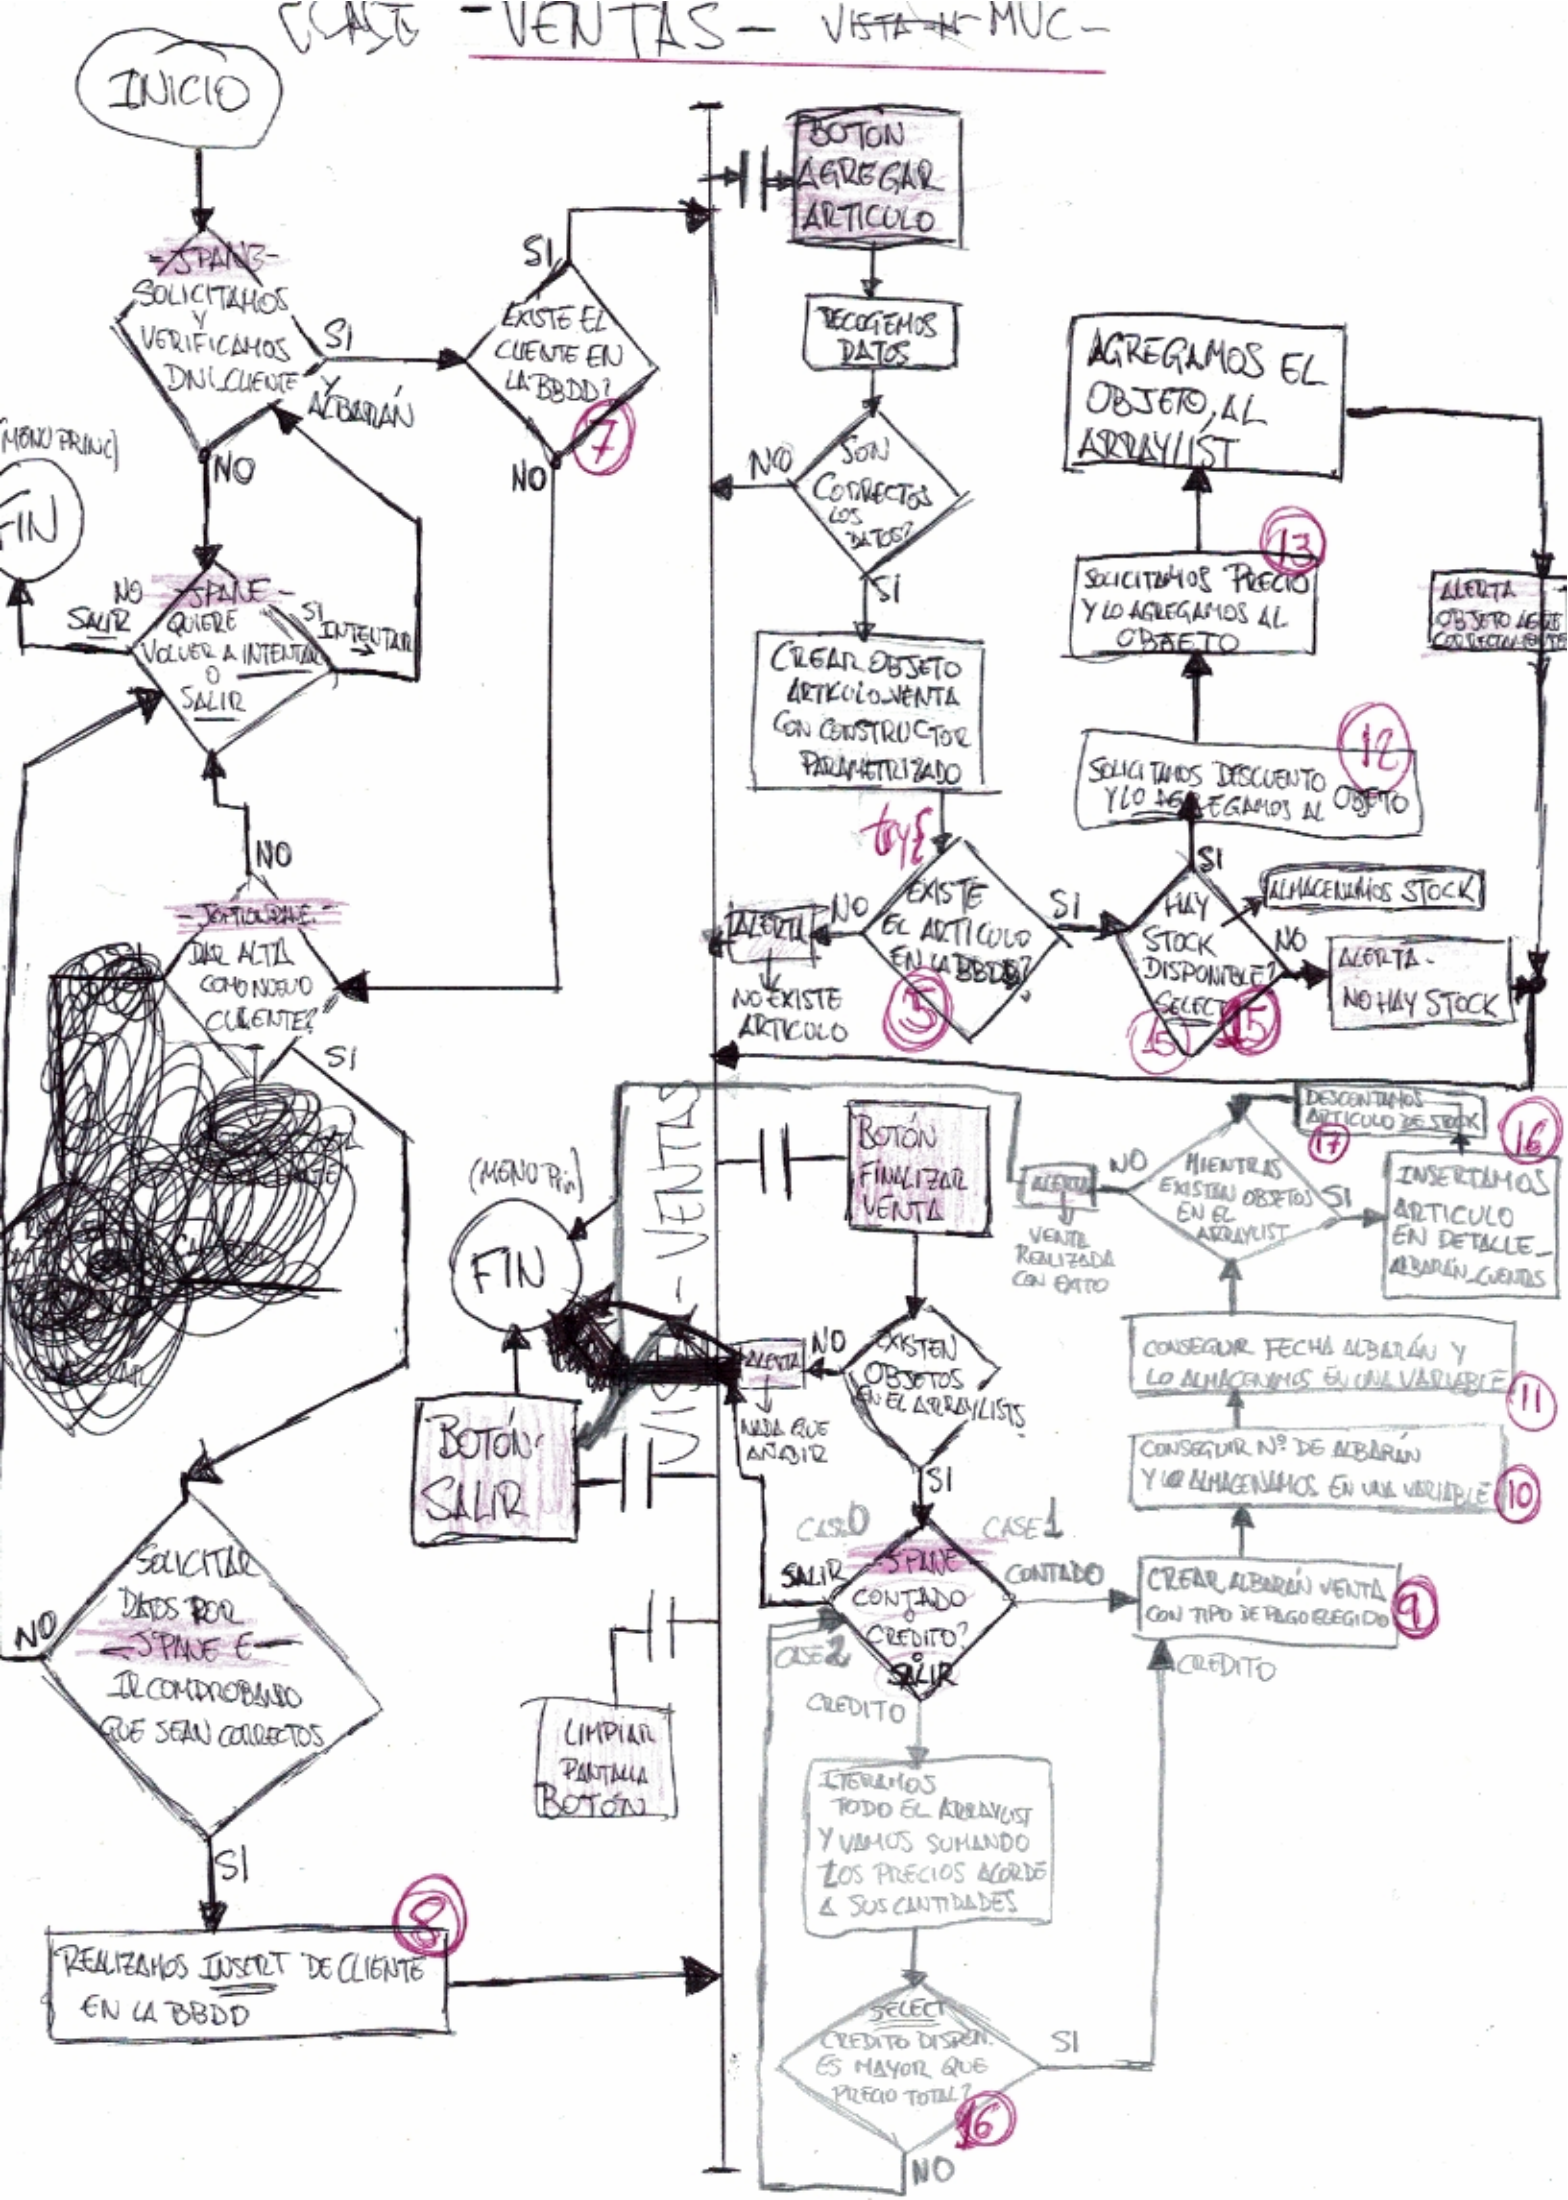 CLASE - VENTAS - VISTA MVC -
INICIO
- JPANE -
SOLICITAMOS
Y
VERIFICAMOS
DNI_CLIENTE
SI
Y
ALBARÁN
NO
(MENU PRINC)
FIN
- JPANE -
QUIERE
VOLVER A INTENTAR
O
SALIR
NO
SALIR
SI
INTENTAR
EXISTE EL
CLIENTE EN
LA BBDD?
7
SI
NO
NO
- JOPTIONPANE -
DAR ALTA
COMO NUEVO
CLIENTE?
SI
SI
SOLICITAR
DATOS POR
- JPANE E -
IR COMPROBANDO
QUE SEAN CORRECTOS
NO
SI
8
REALIZAMOS INSERT DE CLIENTE
EN LA BBDD
BOTON
AGREGAR
ARTICULO
RECOGEMOS
DATOS
SON
CORRECTOS
LOS
DATOS?
NO
SI
CREAR OBJETO
ARTICULO_VENTA
CON CONSTRUCTOR
PARAMETRIZADO
try{
EXISTE
EL ARTICULO
EN LA BBDD?
5
NO
ALERTA
NO EXISTE
ARTICULO
SI
HAY
STOCK
DISPONIBLE?
SELECT
15
15
ALMACENAMOS STOCK
NO
ALERTA -
NO HAY STOCK
SI
12
SOLICITAMOS DESCUENTO
Y LO AGREGAMOS AL OBJETO
13
SOLICITAMOS PRECIO
Y LO AGREGAMOS AL
OBJETO
AGREGAMOS EL
OBJETO, AL
ARRAYLIST
ALERTA
OBJETO AGRE
CORRECTAMENTE
VISTA - VENTAS
(MENU Prin)
FIN
BOTÓN
SALIR
LIMPIAR
PANTALLA
BOTÓN
BOTÓN
FINALIZAR
VENTA
EXISTEN
OBJETOS
EN EL ARRAYLISTS
NO
ALERTA
NADA QUE
AÑADIR
SI
CASE 0
SALIR
CASE 1
CONTADO
- JPANE
CONTADO
O
CREDITO?
O
SALIR
CASE 2
CREDITO
ITERAMOS
TODO EL ARRAYLIST
Y VAMOS SUMANDO
LOS PRECIOS ACORDE
A SUS CANTIDADES
SELECT
CREDITO DISPON.
ES MAYOR QUE
PRECIO TOTAL?
16
NO
SI
CREDITO
CREAR ALBARÁN VENTA
CON TIPO DE PAGO ELEGIDO
9
CONSEGUIR Nº DE ALBARÁN
Y LO ALMACENAMOS EN UNA VARIABLE
10
CONSEGUIR FECHA ALBARÁN Y
LO ALMACENAMOS EN UNA VARIABLE
11
MIENTRAS
EXISTEN OBJETOS
EN EL
ARRAYLIST
SI
INSERTAMOS
ARTICULO
EN DETALLE_
ALBARÁN_CLIENTES
16
DESCONTAMOS
ARTICULO DE STOCK
17
NO
ALERTA
VENTA
REALIZADA
CON EXITO